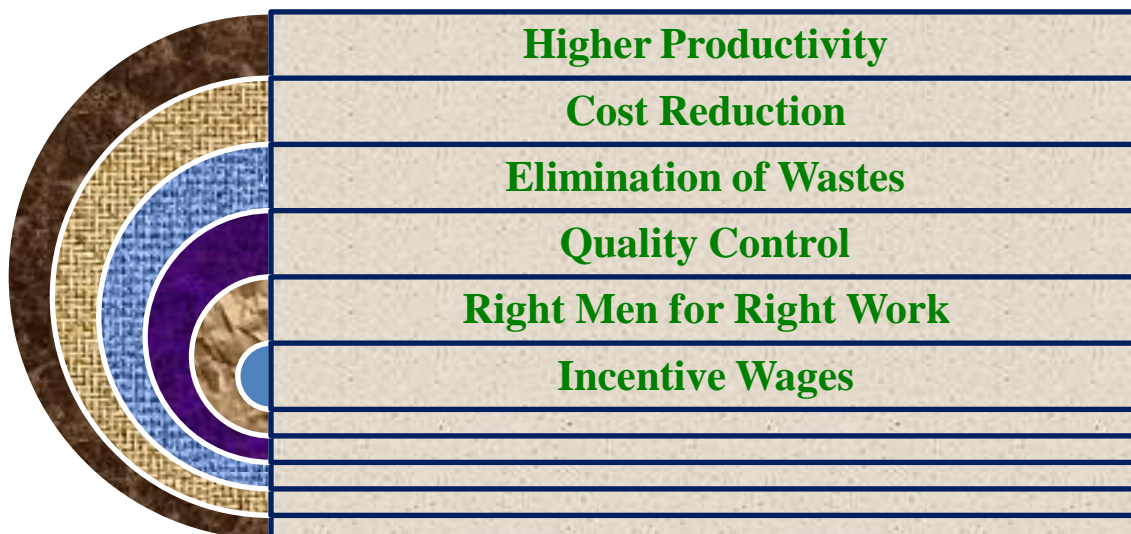 Higher Productivity
Cost Reduction
Elimination of Wastes
Quality Control
Right Men for Right Work
Incentive Wages